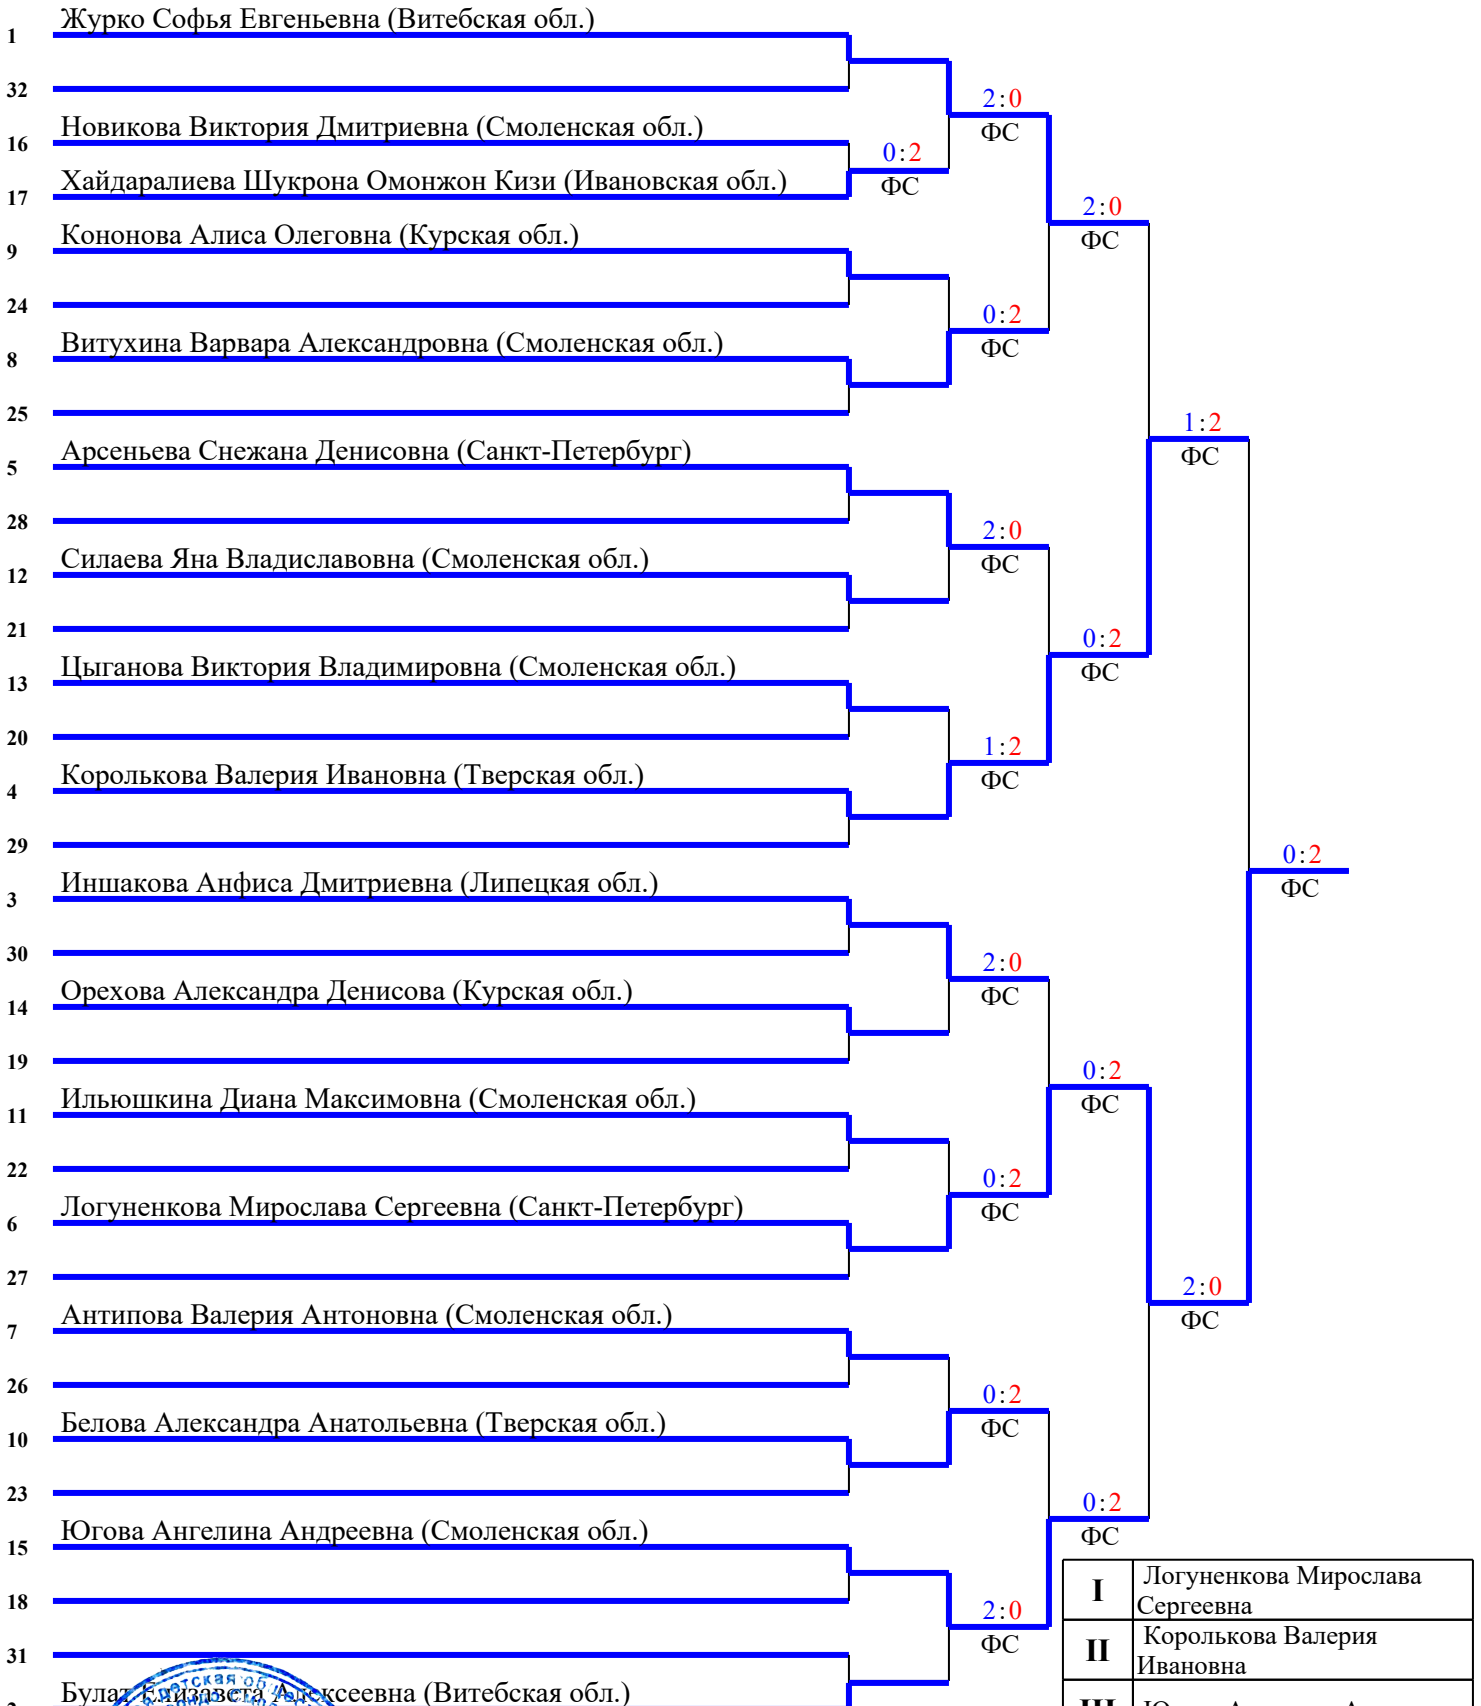 Журко Софья Евгеньевна (Витебская обл.)
1
32
2:0
ФС
Новикова Виктория Дмитриевна (Смоленская обл.)
16
0:2
ФС
Хайдаралиева Шукрона Омонжон Кизи (Ивановская обл.)
17
2:0
ФС
Кононова Алиса Олеговна (Курская обл.)
9
24
0:2
ФС
Витухина Варвара Александровна (Смоленская обл.)
8
25
1:2
ФС
Арсеньева Снежана Денисовна (Санкт-Петербург)
5
28
2:0
ФС
Силаева Яна Владиславовна (Смоленская обл.)
12
21
0:2
ФС
Цыганова Виктория Владимировна (Смоленская обл.)
13
20
1:2
ФС
Королькова Валерия Ивановна (Тверская обл.)
4
29
0:2
ФС
Иншакова Анфиса Дмитриевна (Липецкая обл.)
3
30
2:0
ФС
Орехова Александра Денисова (Курская обл.)
14
19
0:2
ФС
Ильюшкина Диана Максимовна (Смоленская обл.)
11
22
0:2
ФС
Логуненкова Мирослава Сергеевна (Санкт-Петербург)
6
27
2:0
ФС
Антипова Валерия Антоновна (Смоленская обл.)
7
26
0:2
ФС
Белова Александра Анатольевна (Тверская обл.)
10
23
0:2
ФС
Югова Ангелина Андреевна (Смоленская обл.)
15
18
2:0
ФС
31
Булат Елизавета Алексеевна (Витебская обл.)
I Логуненкова Мирослава
Сергеевна
II Королькова Валерия
Ивановна
III